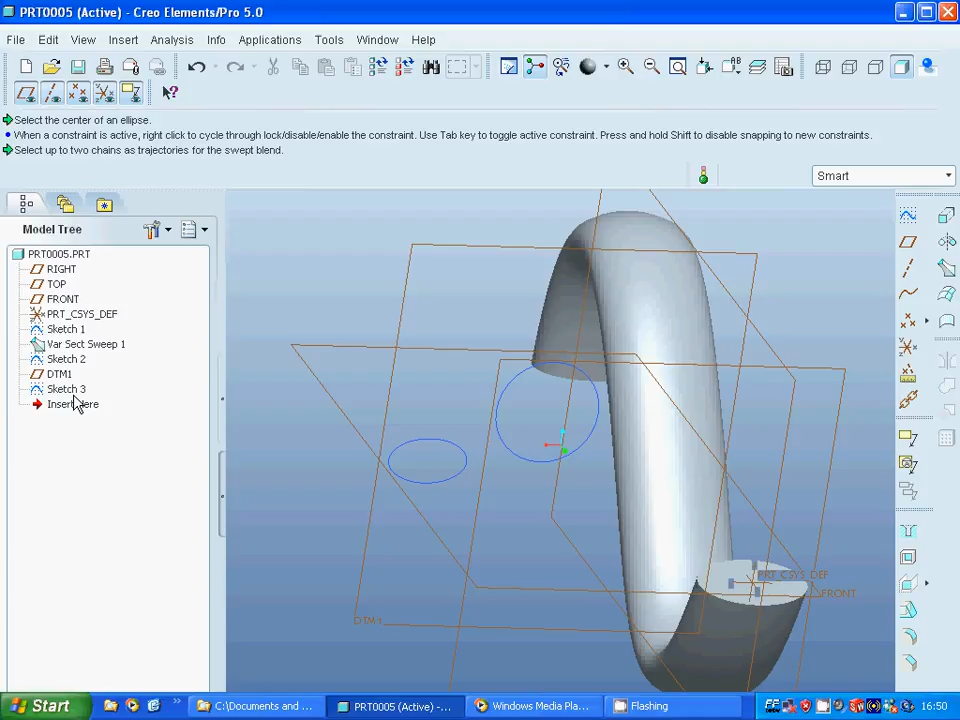 PRT0005 (Active) - Creo Elements/Pro 5.0
File Edit View Insert Analysis Info Applications Tools Window Help
Select the center of an ellipse.
When a constraint is active, right click to cycle through lock/disable/enable the constraint. Use Tab key to toggle active constraint. Press and hold Shift to disable snapping to new constraints.
Select up to two chains as trajectories for the swept blend.
Smart
Model Tree
PRT0005.PRT
RIGHT
TOP
FRONT
PRT_CSYS_DEF
Sketch 1
Var Sect Sweep 1
Sketch 2
DTM1
Sketch 3
Insert Here
PRT_CSYS_DEF
FRONT
DTM1
Start C:\Documents and ... PRT0005 (Active) - ... Windows Media Pla... Flashing 16:50